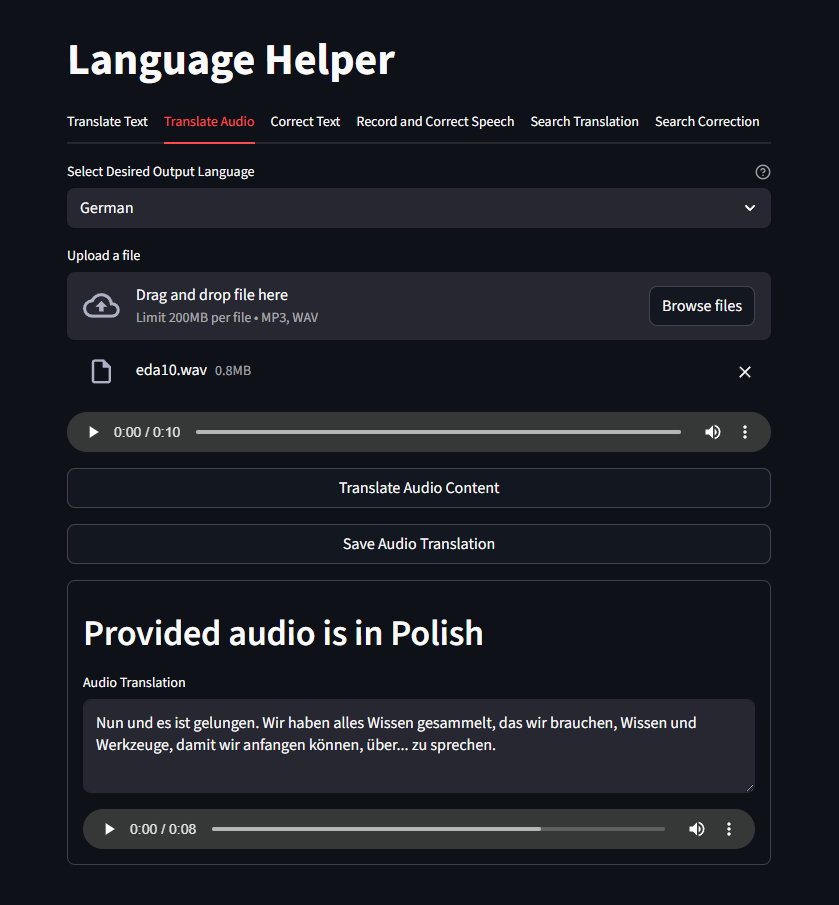 Language Helper
Translate Text Translate Audio Correct Text Record and Correct Speech Search Translation Search Correction
Select Desired Output Language
German
Upload a file
Drag and drop file here
Limit 200MB per file • MP3, WAV
Browse files
eda10.wav 0.8MB
0:00 / 0:10
Translate Audio Content
Save Audio Translation
Provided audio is in Polish
Audio Translation
Nun und es ist gelungen. Wir haben alles Wissen gesammelt, das wir brauchen, Wissen und
Werkzeuge, damit wir anfangen können, über... zu sprechen.
0:00 / 0:08